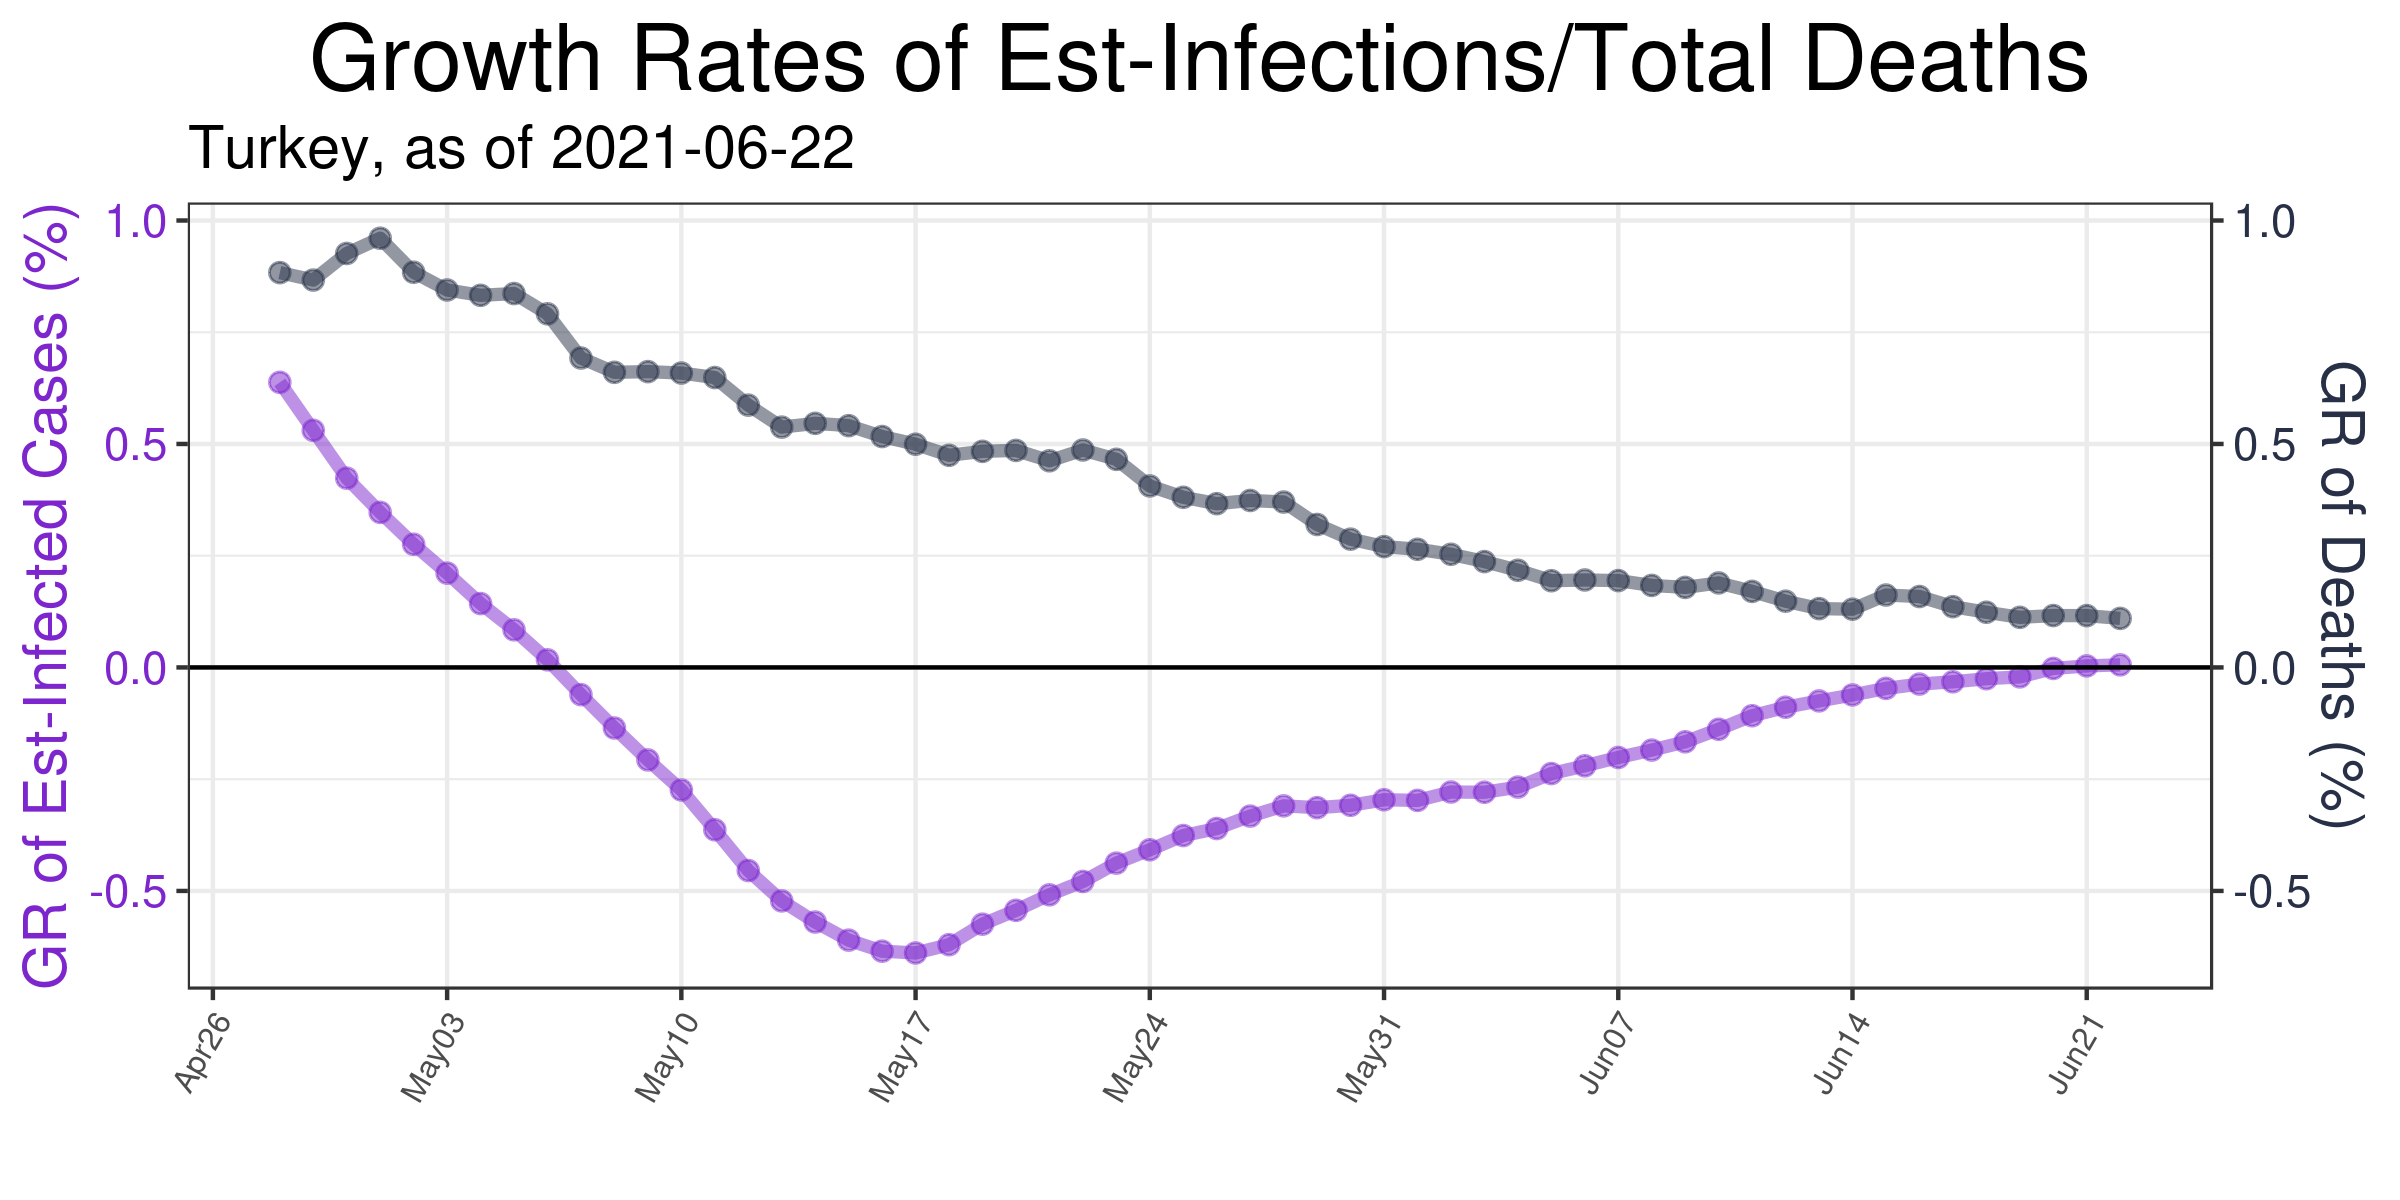 Growth Rates of Est-Infections/Total Deaths
Turkey, as of 2021-06-22
GR of Est-Infected Cases (%)
1.0
0.5
0.0
-0.5
1.0
0.5
0.0
-0.5
GR of Deaths (%)
Apr26
May03
May10
May17
May24
May31
Jun07
Jun14
Jun21